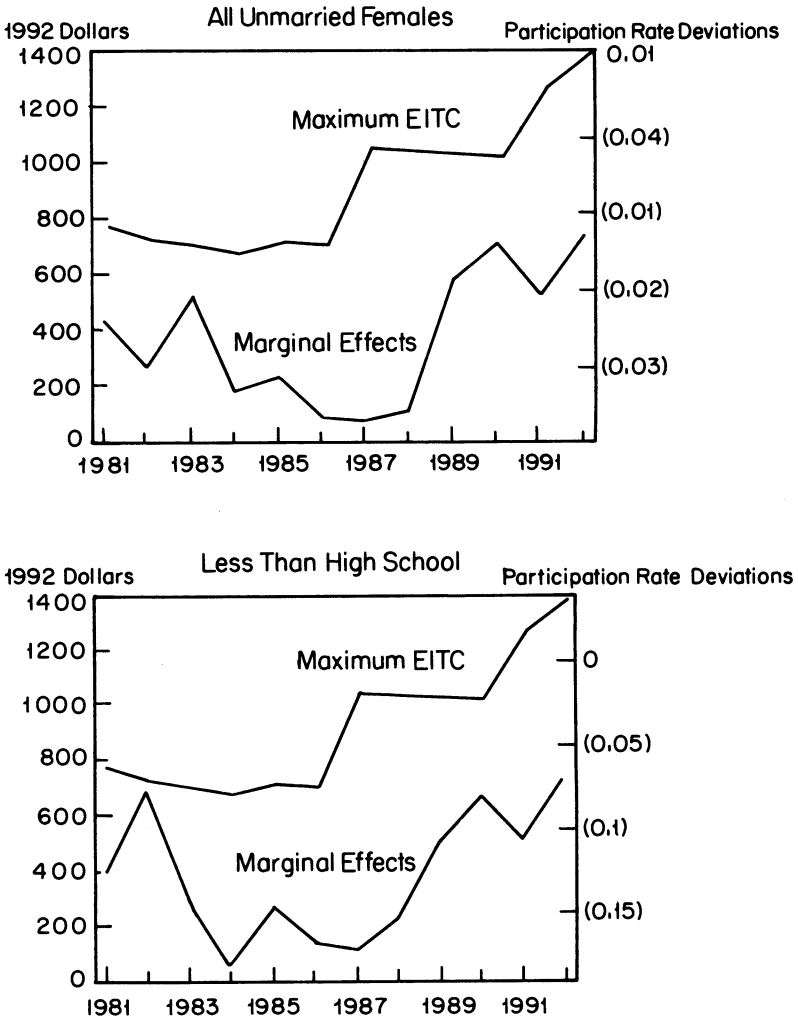 All Unmarried Females
1992 Dollars Participation Rate Deviations
1400 0.01
1200 Maximum EITC (0.04)
1000
800 (0.01)
600 (0.02)
400 Marginal Effects (0.03)
200
0
1981 1983 1985 1987 1989 1991
Less Than High School
1992 Dollars Participation Rate Deviations
1400
1200 Maximum EITC 0
1000
800 (0.05)
600 (0.1)
400 Marginal Effects (0.15)
200
0
1981 1983 1985 1987 1989 1991